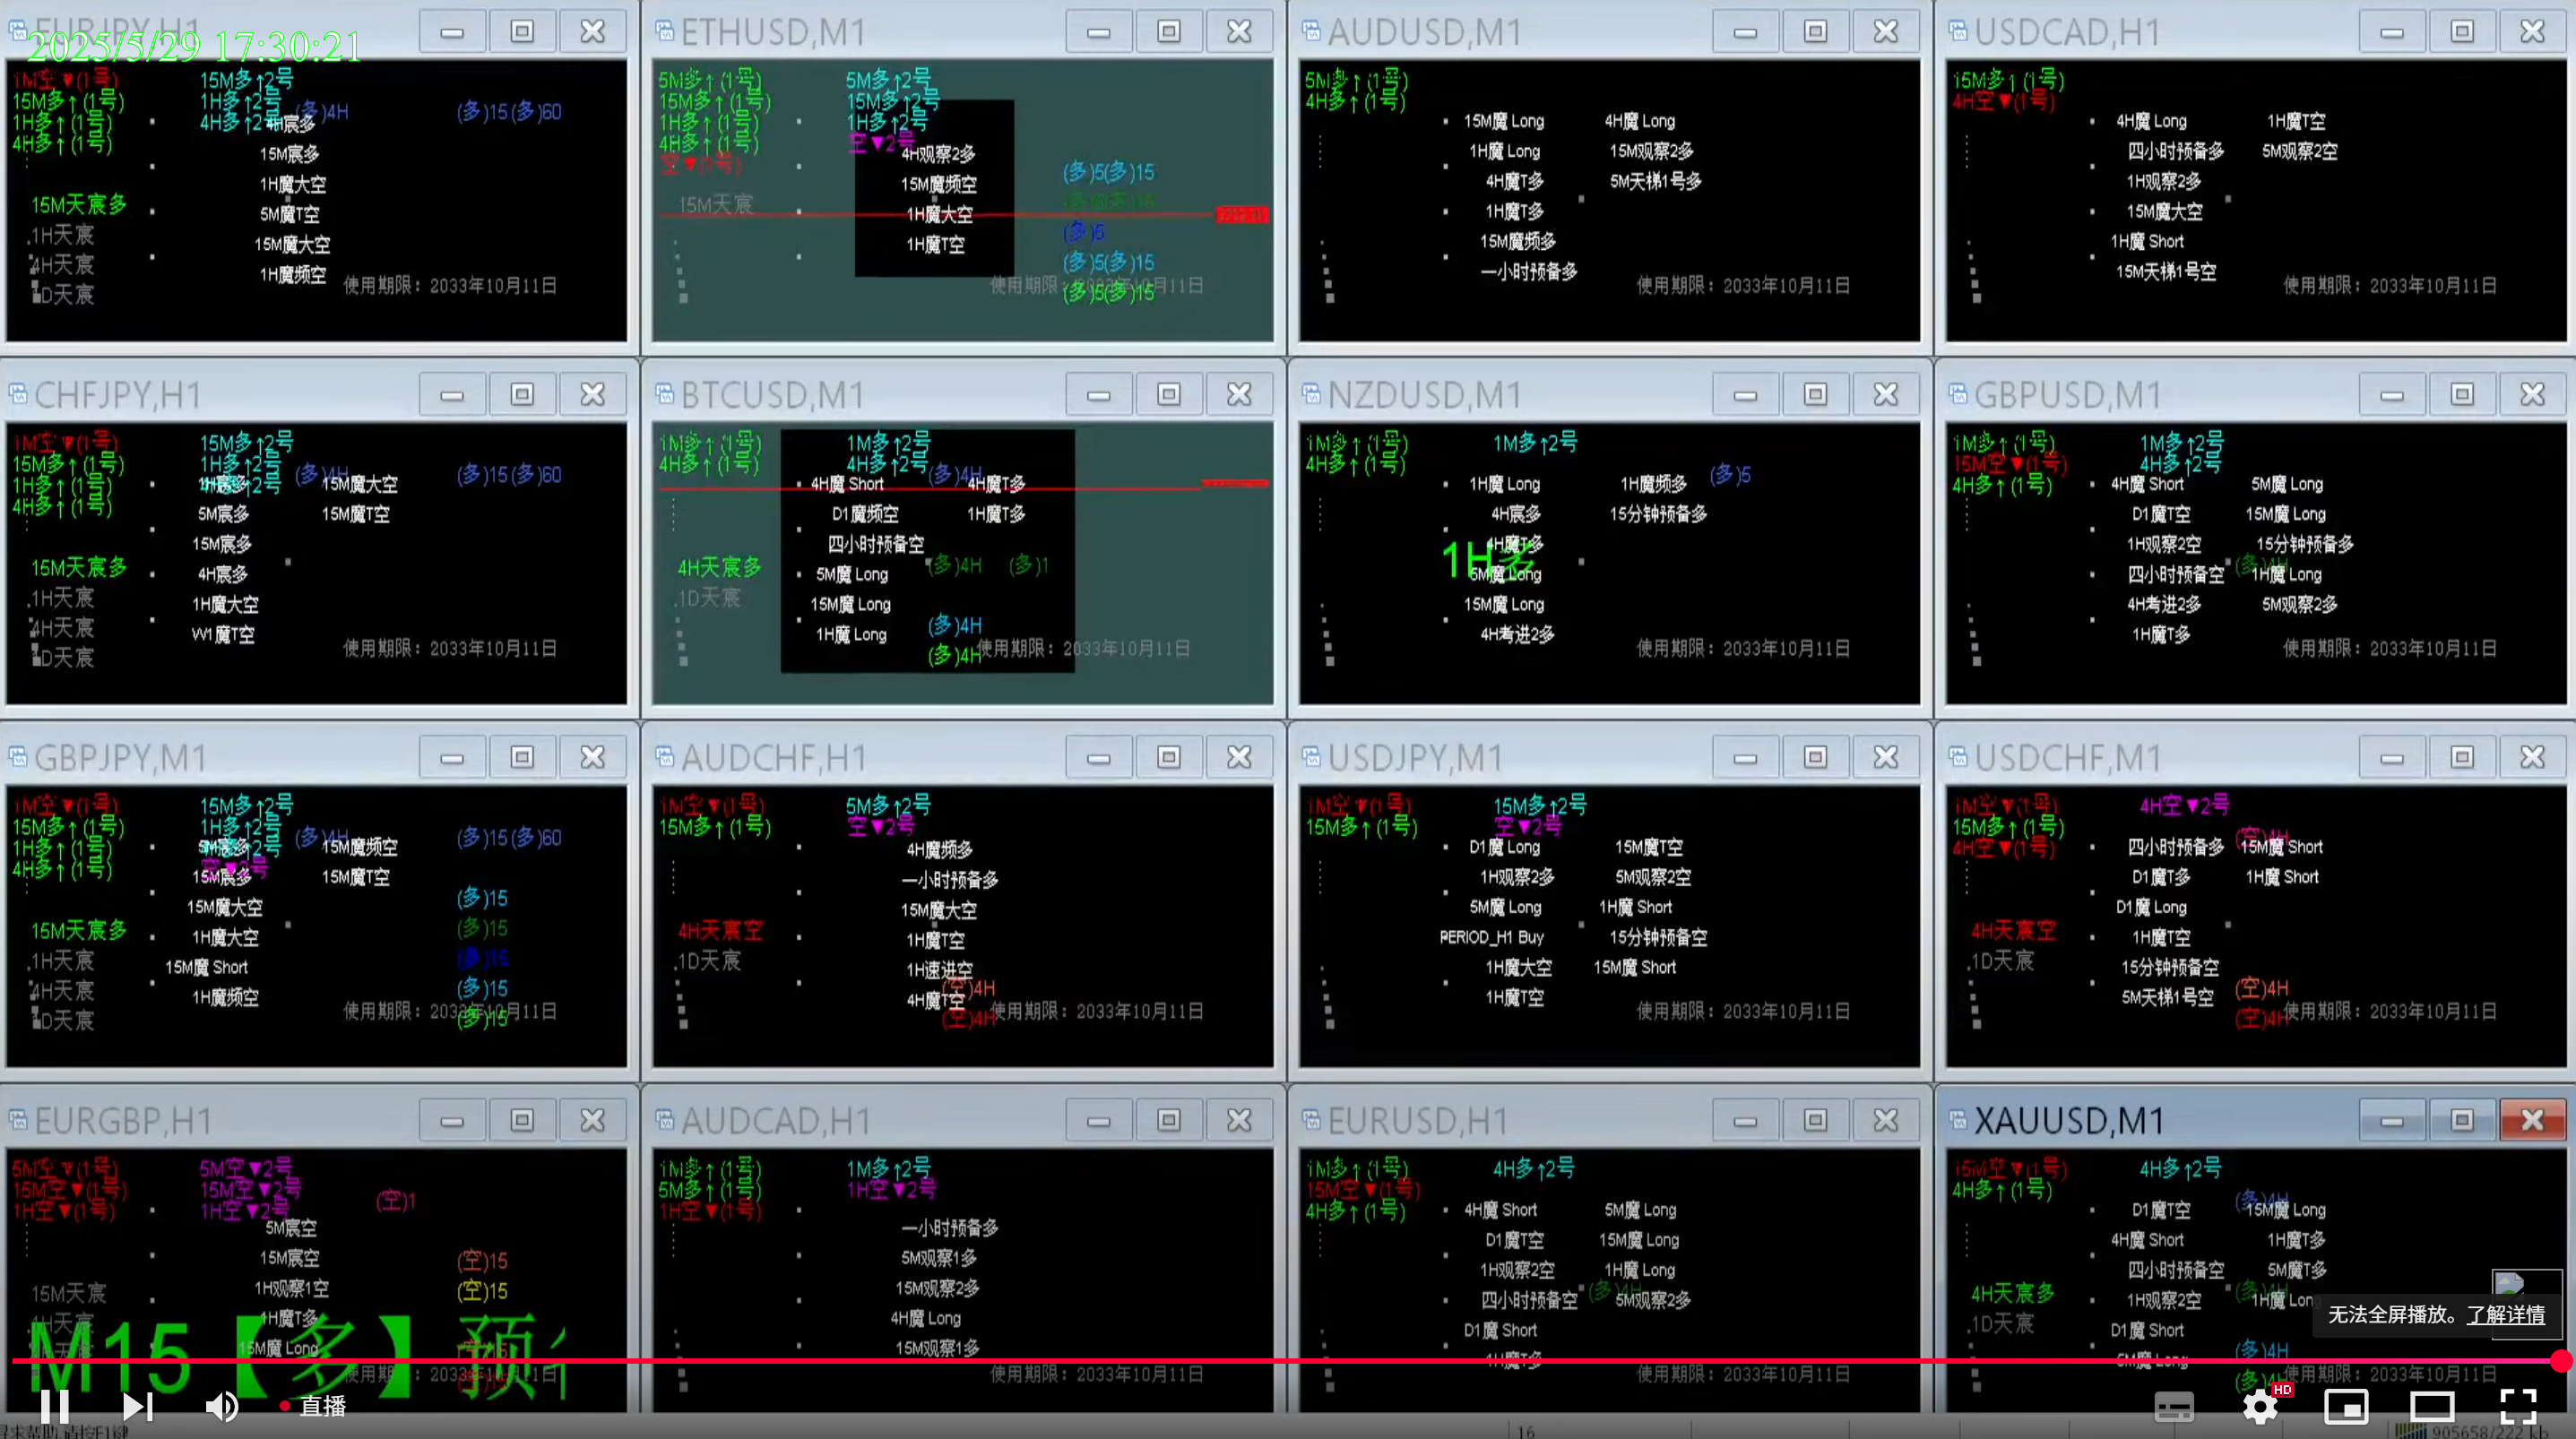 EURJPY,H1
2025/5/29 17:30:21
1M空▼(1号)
15M多↑(1号)
1H多↑(1号)
4H多↑(1号)
15M多↑2号
1H多↑2号
4H多↑2号
(多)4H
(多)15(多)60
4H宸多
15M宸多
1H魔大空
5M魔T空
15M魔大空
1H魔频空
15M天宸多
1H天宸
4H天宸
1D天宸
使用期限：2033年10月11日
ETHUSD,M1
5M多↑(1号)
15M多↑(1号)
1H多↑(1号)
4H多↑(1号)
空▼(1号)
5M多↑2号
15M多↑2号
1H多↑2号
空▼2号
4H观察2多
15M魔频空
1H魔大空
1H魔T空
15M天宸
(多)5(多)15
(多)5
(多)5(多)15
(多)5(多)15
使用期限：2033年10月11日
AUDUSD,M1
5M多↑(1号)
4H多↑(1号)
15M魔 Long
4H魔 Long
1H魔 Long
15M观察2多
4H魔T多
5M天梯1号多
1H魔T多
15M魔频多
一小时预备多
使用期限：2033年10月11日
USDCAD,H1
15M多↑(1号)
4H空▼(1号)
4H魔 Long
1H魔T空
四小时预备多
5M观察2空
1H观察2多
15M魔大空
1H魔 Short
15M天梯1号空
使用期限：2033年10月11日
CHFJPY,H1
1M空▼(1号)
15M多↑(1号)
1H多↑(1号)
4H多↑(1号)
15M多↑2号
1H多↑2号
4H多↑2号
(多)4H
(多)15(多)60
1H宸多
15M魔大空
5M宸多
15M魔T空
15M宸多
4H宸多
1H魔大空
W1魔T空
15M天宸多
1H天宸
4H天宸
1D天宸
使用期限：2033年10月11日
BTCUSD,M1
1M多↑(1号)
4H多↑(1号)
1M多↑2号
4H多↑2号
(多)4H
4H魔 Short
4H魔T多
D1魔频空
1H魔T多
四小时预备空
5M魔 Long
15M魔 Long
1H魔 Long
4H天宸多
1D天宸
(多)4H
(多)1
(多)4H
(多)4H
使用期限：2033年10月11日
NZDUSD,M1
1M多↑(1号)
4H多↑(1号)
1M多↑2号
1H魔 Long
1H魔频多
(多)5
4H宸多
15分钟预备多
4H魔T多
1H多
5M魔 Long
15M魔 Long
4H考进2多
使用期限：2033年10月11日
GBPUSD,M1
1M多↑(1号)
15M空▼(1号)
4H多↑(1号)
1M多↑2号
4H多↑2号
4H魔 Short
5M魔 Long
D1魔T空
15M魔 Long
1H观察2空
15分钟预备多
四小时预备空
(多)4H
1H魔 Long
4H考进2多
5M观察2多
1H魔T多
使用期限：2033年10月11日
GBPJPY,M1
1M空▼(1号)
15M多↑(1号)
1H多↑(1号)
4H多↑(1号)
15M多↑2号
1H多↑2号
空▼2号
(多)4H
(多)15(多)60
5M宸多
15M魔频空
15M宸多
15M魔T空
15M魔大空
1H魔大空
15M魔 Short
1H魔频空
15M天宸多
1H天宸
4H天宸
1D天宸
(多)15
(多)15
(多)15
(多)15
(多)15
使用期限：2033年10月11日
AUDCHF,H1
1M空▼(1号)
15M多↑(1号)
5M多↑2号
空▼2号
4H魔频多
一小时预备多
15M魔大空
1H魔T空
1H速进空
4H魔T空
4H天宸空
1D天宸
(空)4H
(空)4H
使用期限：2033年10月11日
USDJPY,M1
1M空▼(1号)
15M多↑(1号)
15M多↑2号
空▼2号
D1魔 Long
15M魔T空
1H观察2多
5M观察2空
5M魔 Long
1H魔 Short
PERIOD_H1 Buy
15分钟预备空
1H魔大空
15M魔 Short
1H魔T空
使用期限：2033年10月11日
USDCHF,M1
1M空▼(1号)
15M多↑(1号)
4H空▼(1号)
4H空▼2号
(空)4H
四小时预备多
15M魔 Short
D1魔T多
1H魔 Short
D1魔 Long
1H魔T空
15分钟预备空
5M天梯1号空
4H天宸空
1D天宸
(空)4H
(空)4H
使用期限：2033年10月11日
EURGBP,H1
5M空▼(1号)
15M空▼(1号)
1H空▼(1号)
5M空▼2号
15M空▼2号
1H空▼2号
(空)1
5M宸空
15M宸空
1H观察1空
1H魔T多
15M魔 Long
15M天宸
4H天宸
(空)15
(空)15
M15【多】预
使用期限：2033年10月11日
AUDCAD,H1
1M多↑(1号)
5M多↑(1号)
1H空▼(1号)
1M多↑2号
1H空▼2号
一小时预备多
5M观察1多
15M观察2多
4H魔 Long
15M观察1多
使用期限：2033年10月11日
EURUSD,H1
1M多↑(1号)
15M空▼(1号)
4H多↑(1号)
4H多↑2号
4H魔 Short
5M魔 Long
D1魔T空
15M魔 Long
1H观察2空
1H魔 Long
四小时预备空
(多)4H
5M观察2多
D1魔 Short
1H魔T多
使用期限：2033年10月11日
XAUUSD,M1
15M空▼(1号)
4H多↑(1号)
4H多↑2号
(多)4H
D1魔T空
15M魔 Long
4H魔 Short
1H魔T多
四小时预备空
5M魔T多
1H观察2空
1H魔 Long
D1魔 Short
5M魔 Long
4H天宸多
1D天宸
(多)4H
(多)4H
使用期限：2033年10月11日
无法全屏播放。了解详情
直播
HD
16
905658/222 kb